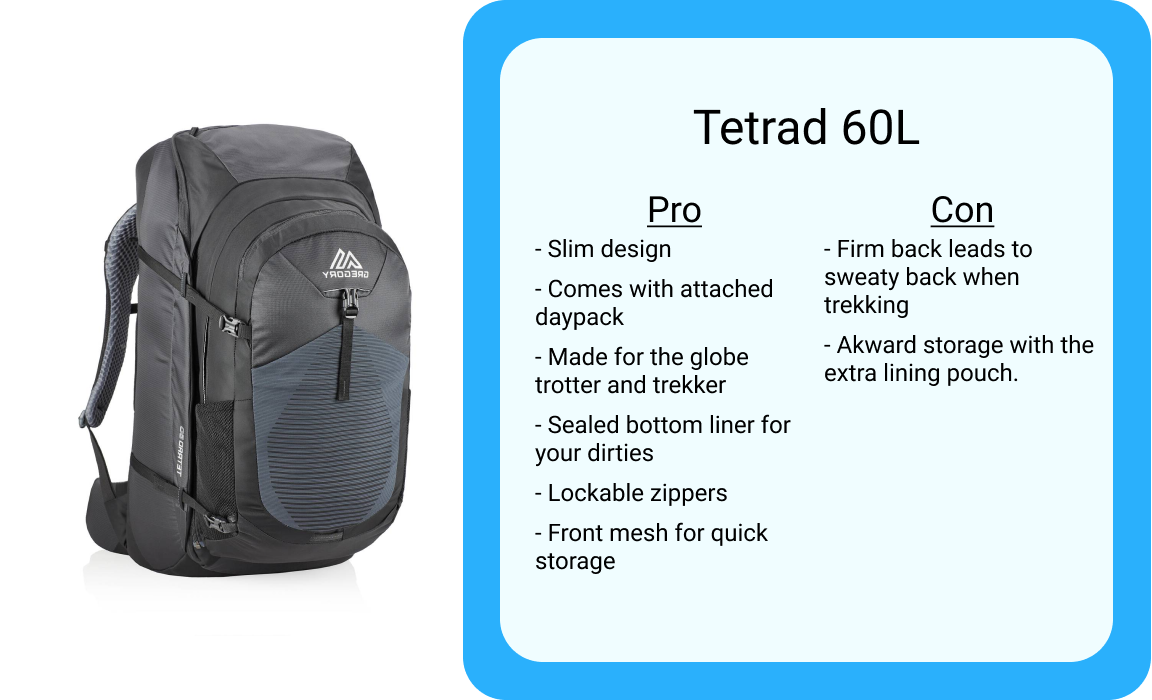 Tetrad 60L
Pro
- Slim design
- Comes with attached
daypack
- Made for the globe
trotter and trekker
- Sealed bottom liner for
your dirties
- Lockable zippers
- Front mesh for quick
storage
Con
- Firm back leads to
sweaty back when
trekking
- Akward storage with the
extra lining pouch.
GREGORY
TETRAD 60